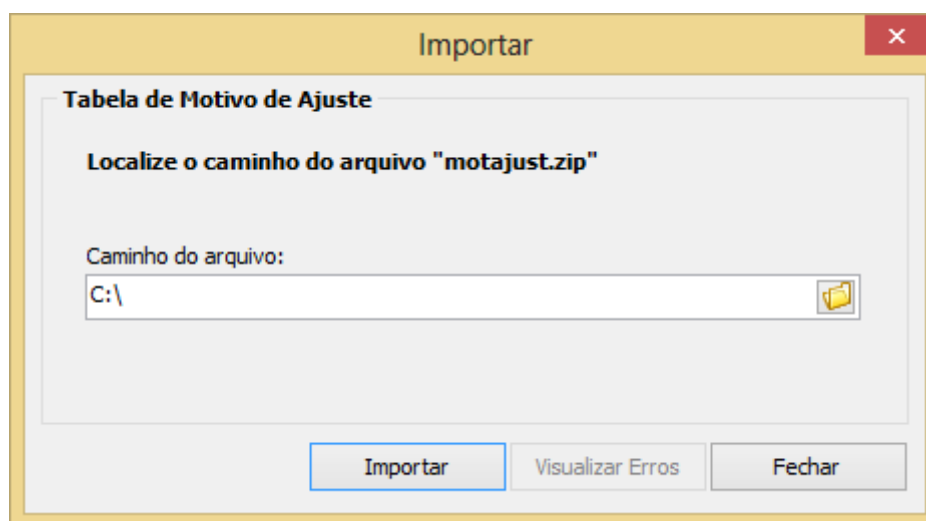 Importar
Tabela de Motivo de Ajuste
Localize o caminho do arquivo "motajust.zip"
Caminho do arquivo:
C:\
Importar
Visualizar Erros
Fechar